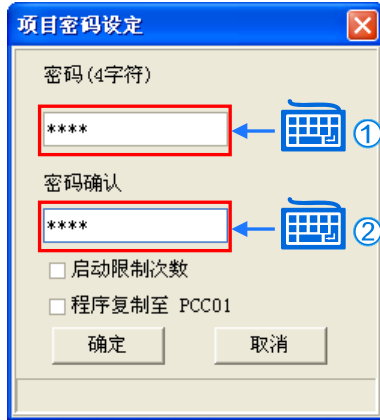 项目密码设定
密码(4字符)
****
①
密码确认
****
②
启动限制次数
程序复制至 PCC01
确定
取消